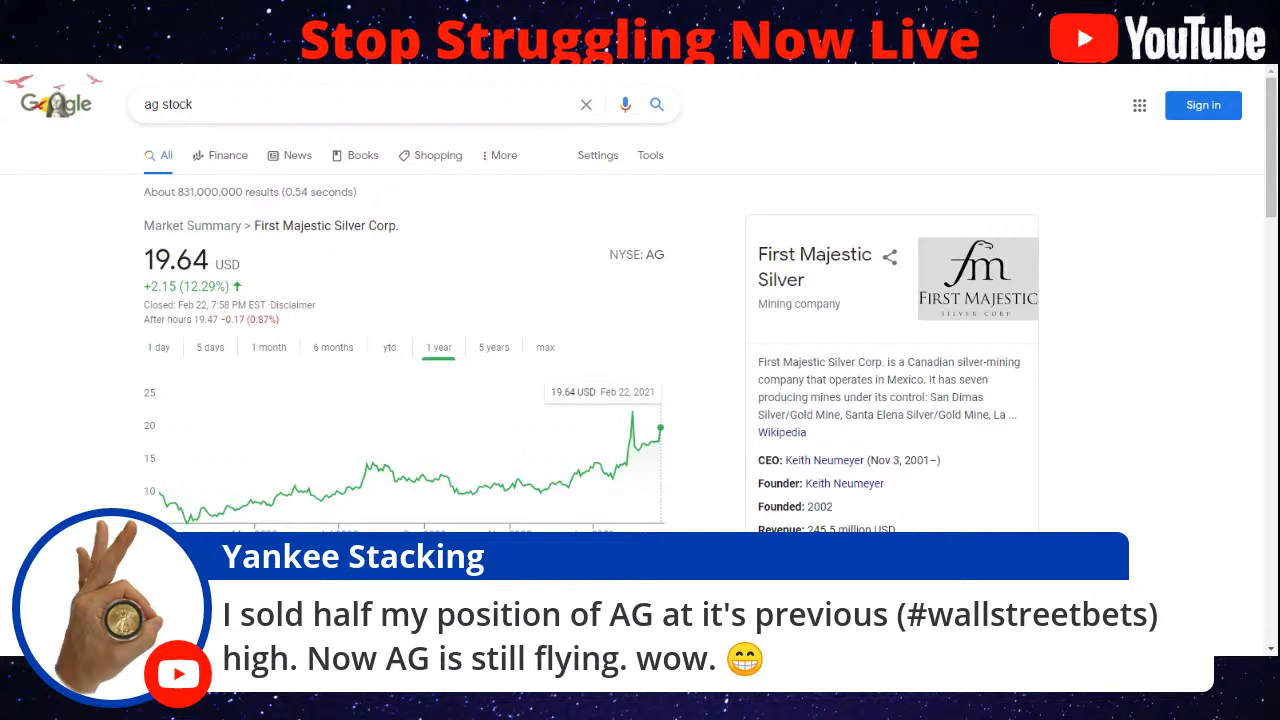 Stop Struggling Now Live
YouTube
Google
ag stock
Sign in
All Finance News Books Shopping More Settings Tools
About 831,000,000 results (0.54 seconds)
Market Summary > First Majestic Silver Corp.
19.64 USD
NYSE: AG
+2.15 (12.29%)
Closed: Feb 22, 7:58 PM EST · Disclaimer
After hours 19.47 −0.17 (0.87%)
1 day 5 days 1 month 6 months ytd 1 year 5 years max
19.64 USD Feb 22, 2021
25
20
15
10
First Majestic
Silver
Mining company
fm
FIRST MAJESTIC
SILVER CORP
First Majestic Silver Corp. is a Canadian silver-mining
company that operates in Mexico. It has seven
producing mines under its control: San Dimas
Silver/Gold Mine, Santa Elena Silver/Gold Mine, La ...
Wikipedia
CEO: Keith Neumeyer (Nov 3, 2001–)
Founder: Keith Neumeyer
Founded: 2002
Revenue: 245.5 million USD
Yankee Stacking
I sold half my position of AG at it's previous (#wallstreetbets)
high. Now AG is still flying. wow. 😁